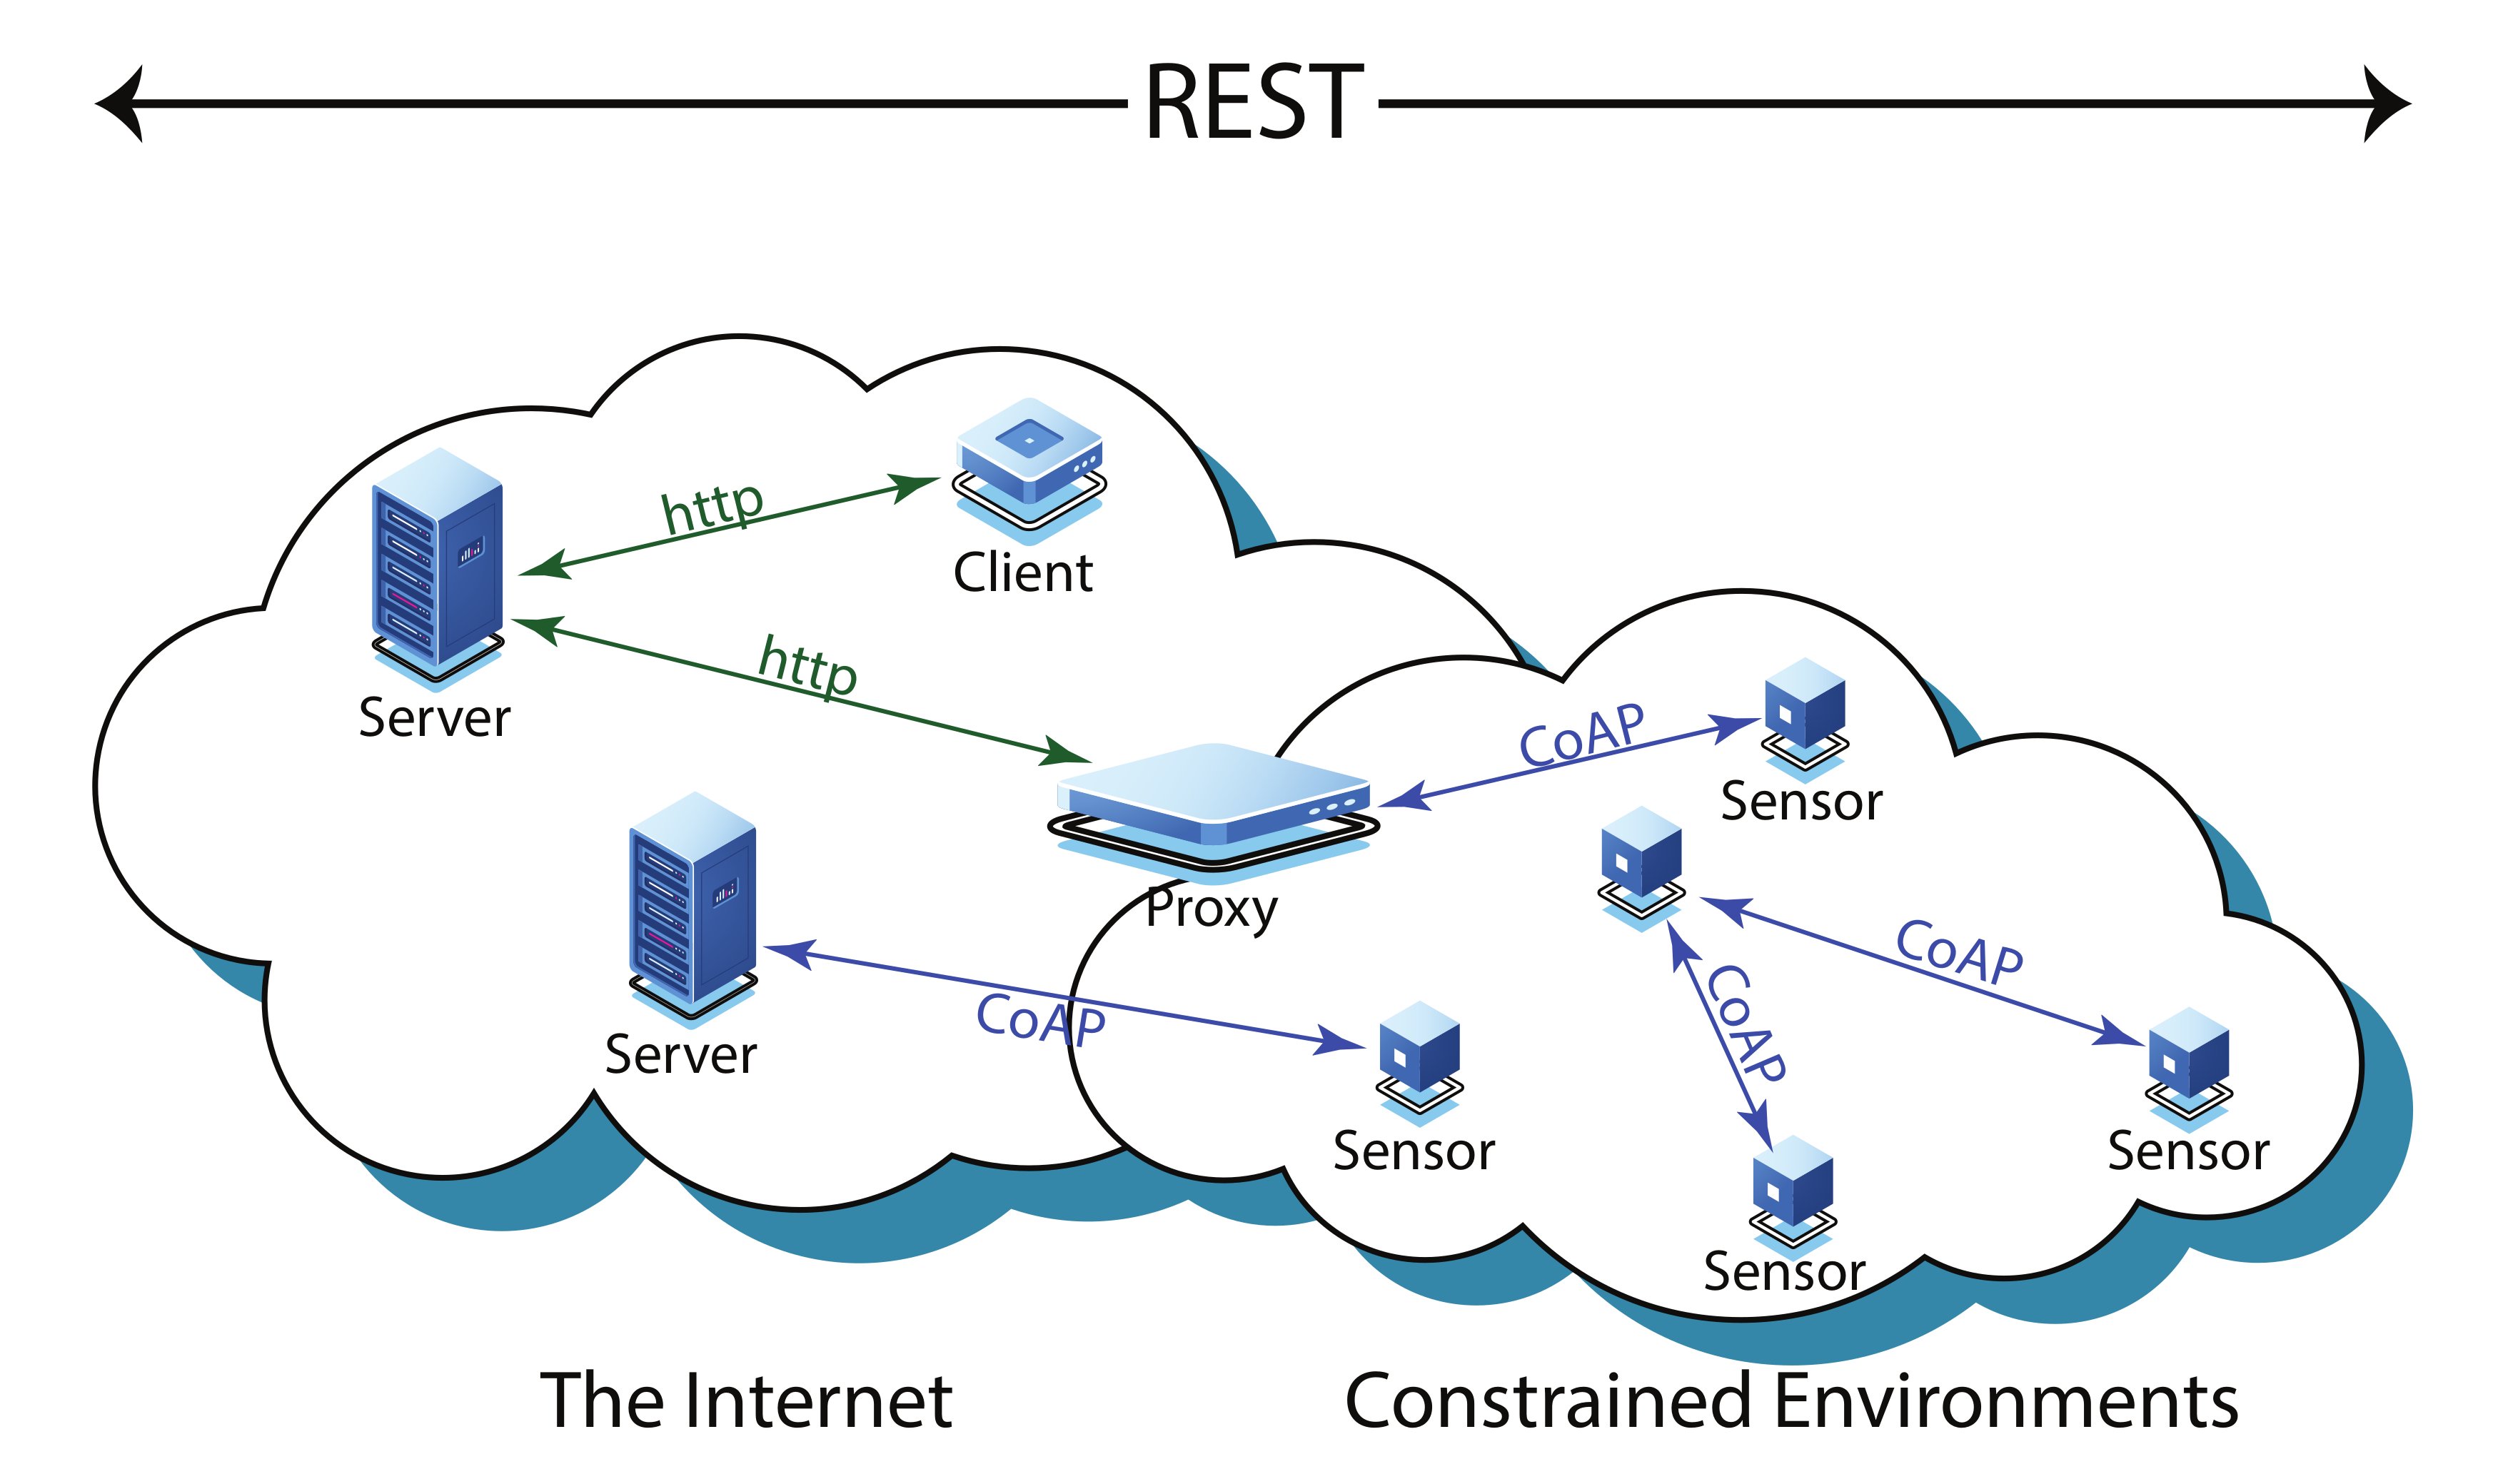 REST
http
Client
http
Server
CoAP
Sensor
Proxy
CoAP
CoAP
CoAP
Server
Sensor
Sensor
Sensor
The Internet
Constrained Environments